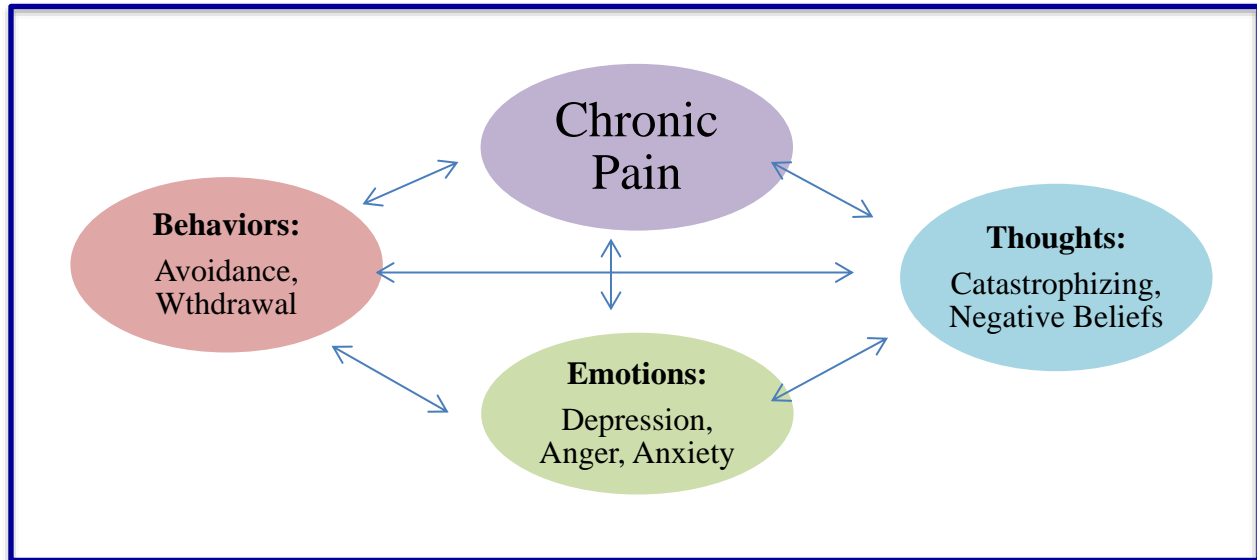 Chronic
Pain
Behaviors:
Avoidance,
Wthdrawal
Thoughts:
Catastrophizing,
Negative Beliefs
Emotions:
Depression,
Anger, Anxiety